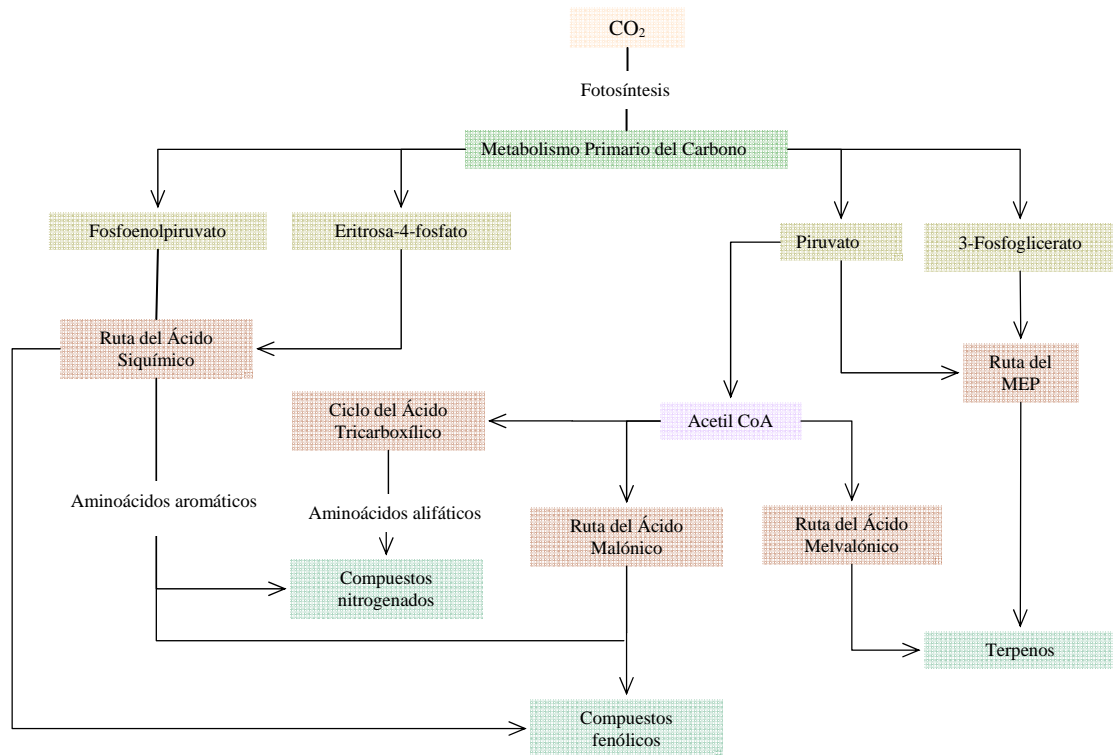 CO₂
Fotosíntesis
Metabolismo Primario del Carbono
Fosfoenolpiruvato
Eritrosa-4-fosfato
Piruvato
3-Fosfoglicerato
Ruta del Ácido
Siquímico
Ruta del
MEP
Ciclo del Ácido
Tricarboxílico
Acetil CoA
Aminoácidos aromáticos
Aminoácidos alifáticos
Ruta del Ácido
Malónico
Ruta del Ácido
Melvalónico
Compuestos
nitrogenados
Terpenos
Compuestos
fenólicos